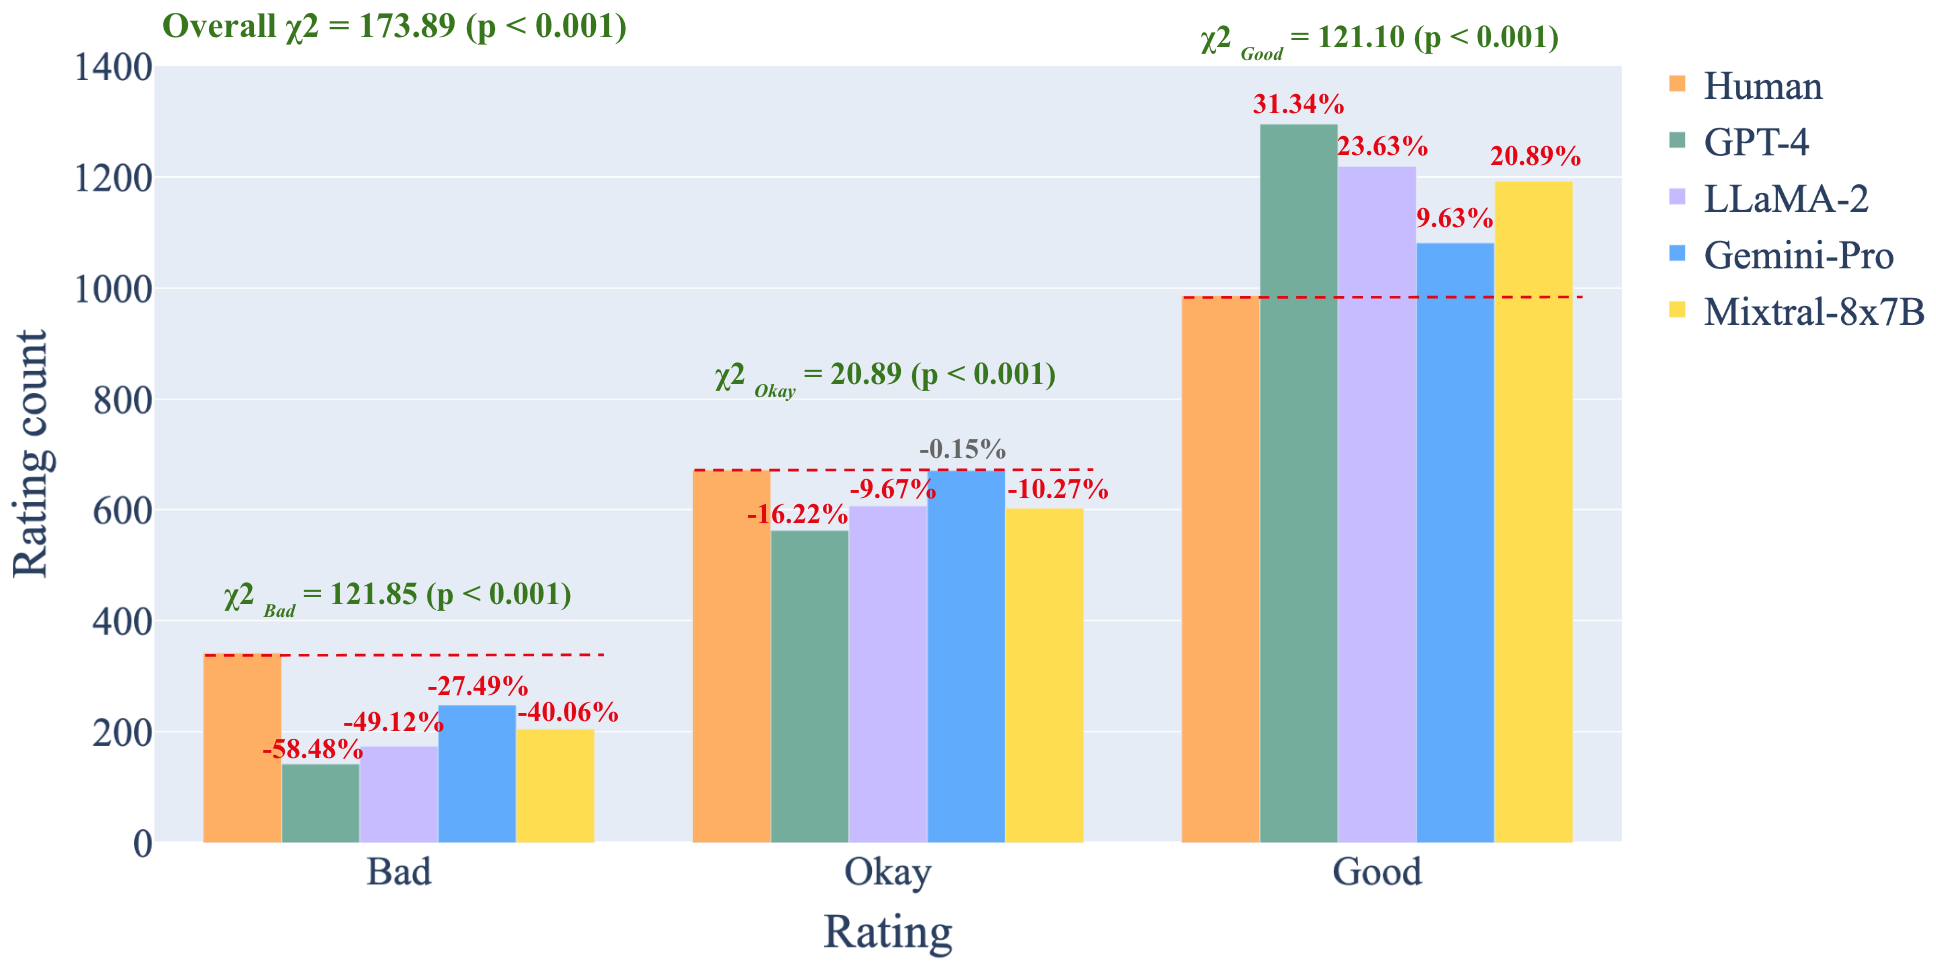 Overall χ2 = 173.89 (p < 0.001)
χ2 Good = 121.10 (p < 0.001)
1400
1200
1000
800
600
400
200
0
Rating count
31.34%
23.63%
9.63%
20.89%
χ2 Okay = 20.89 (p < 0.001)
-0.15%
-9.67%
-10.27%
-16.22%
χ2 Bad = 121.85 (p < 0.001)
-27.49%
-40.06%
-49.12%
-58.48%
Bad
Okay
Good
Rating
Human
GPT-4
LLaMA-2
Gemini-Pro
Mixtral-8x7B